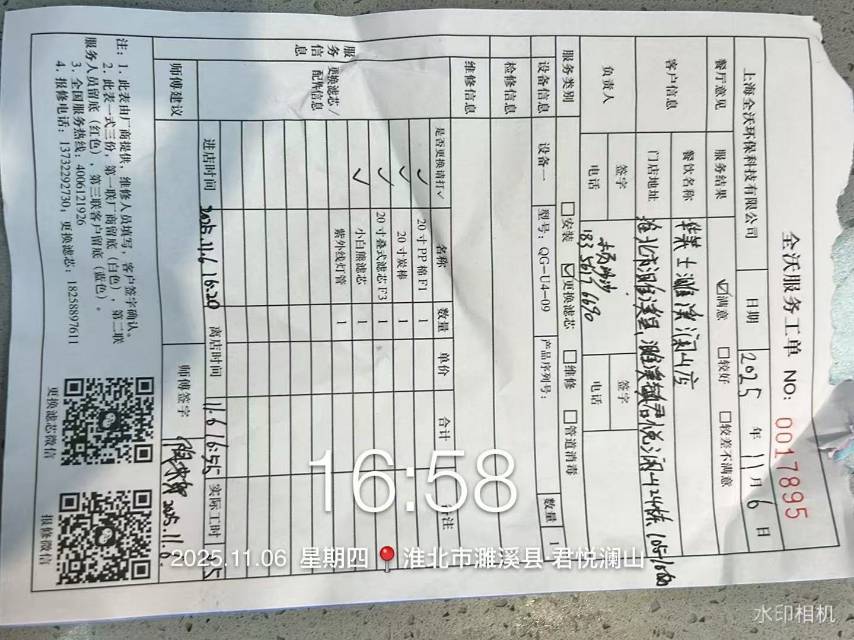 全沃服务工单 NO: 0017895
上海全沃环保科技有限公司 日期 2025 年 11 月 6 日
餐厅意见 服务结果 ☑满意 □较好 □较差不满意
客户信息 餐饮名称 华莱士濉溪澜山店
门店地址 淮北市濉溪县濉溪镇君悦澜山24栋
负责人 签字 签字
电话 电话
服务类别 □安装 ☑更换滤芯 □维修 □管道消毒
设备信息 设备一 型号: QG-U4-09 产品序列号: 数量 1
检修信息
维修信息
服务信息
更换滤芯/配件信息
是否更换请打√ 名称 数量 单价 合计 备注
✓ 20寸PP棉F1 1
✓ 20寸炭棒 1
✓ 20寸叠式滤芯F3 1
✓ 小白熊滤芯 1
紫外线灯管 1
进店时间 2025.11.6 16:20 离店时间 11.6 16:55 实际工时
师傅建议 师傅签字 2025.11.6
注: 1. 此表由厂商提供, 维修人员填写, 客户签字确认。
2. 此表一式三份, 第一联厂商留底 (白色), 第二联
服务人员留底 (红色), 第三联客户留底 (蓝色)。
3. 全国服务热线: 4006121926
4. 报修电话: 13732292730, 更换滤芯: 18258897611
更换滤芯微信 报修微信
16:58
2025.11.06 星期四 淮北市濉溪县·君悦澜山
水印相机